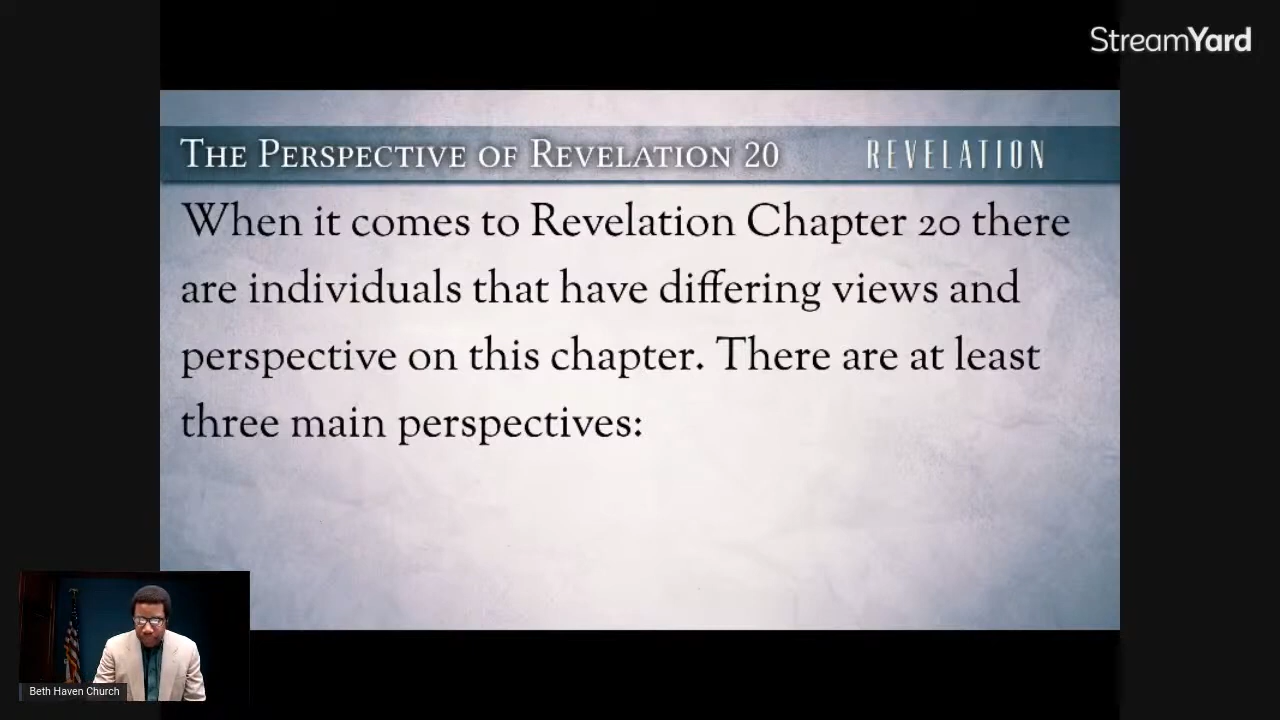 StreamYard
The Perspective of Revelation 20
REVELATION
When it comes to Revelation Chapter 20 there
are individuals that have differing views and
perspective on this chapter. There are at least
three main perspectives:
Beth Haven Church